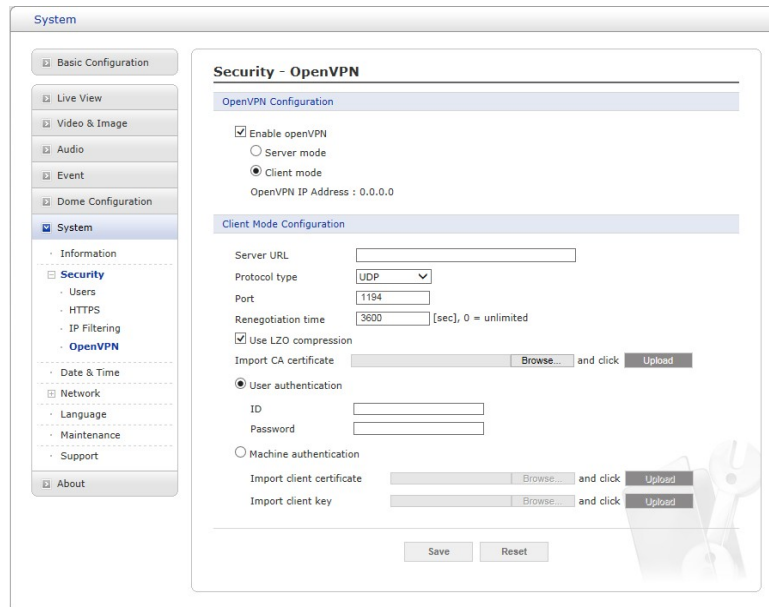 System
Basic Configuration
Live View
Video & Image
Audio
Event
Dome Configuration
System
Information
Security
Users
HTTPS
IP Filtering
OpenVPN
Date & Time
Network
Language
Maintenance
Support
About
Security - OpenVPN
OpenVPN Configuration
Enable openVPN
Server mode
Client mode
OpenVPN IP Address : 0.0.0.0
Client Mode Configuration
Server URL
Protocol type UDP
Port 1194
Renegotiation time 3600 [sec], 0 = unlimited
Use LZO compression
Import CA certificate Browse... and click Upload
User authentication
ID
Password
Machine authentication
Import client certificate Browse... and click Upload
Import client key Browse... and click Upload
Save Reset